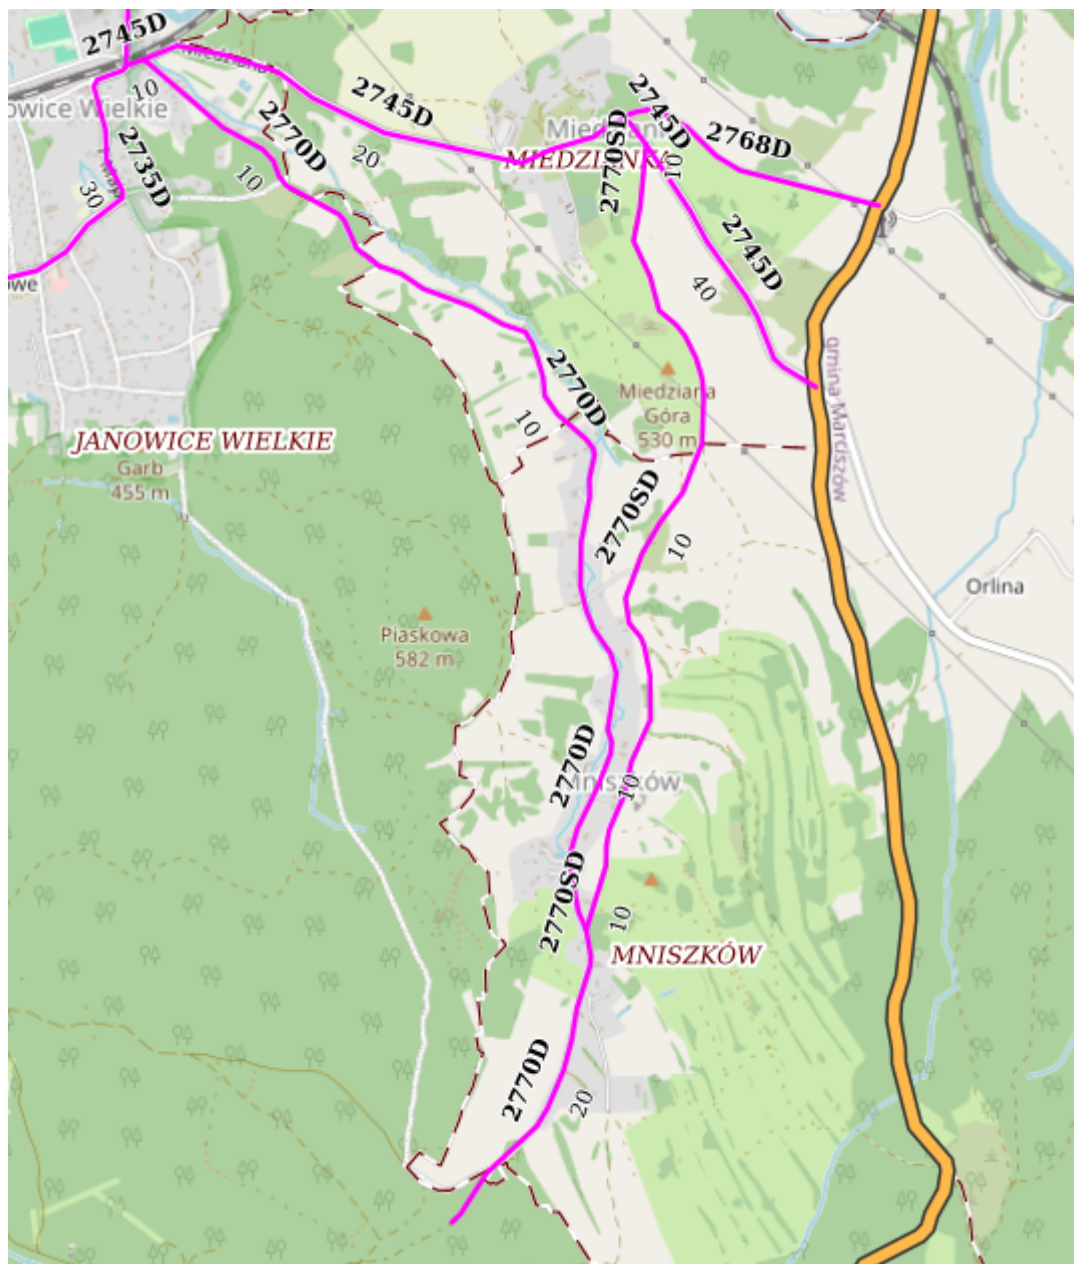 2745D
10
owice Wielkie
2735D
30
owe
2770D
10
2745D
20
Miedziana
MIEDZIANKA
2770SD
2745D
10
2768D
2745D
40
gmina Marciszów
Miedziana
Góra
530 m
2770D
10
JANOWICE WIELKIE
Garb
455 m
2770SD
10
Orlina
Piaskowa
582 m
2770D
Mniszków
10
2770SD
10
MNISZKÓW
2770D
20